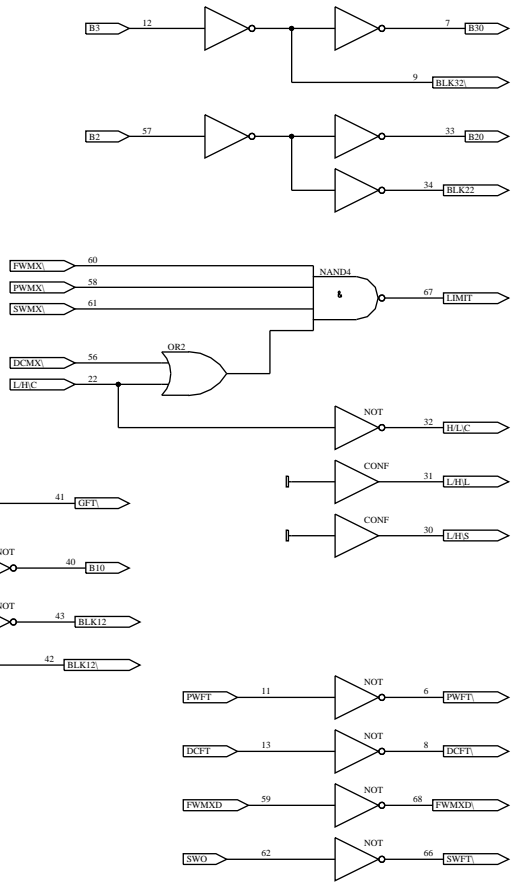 B3 12 7 B30
9 BLK32\
B2 57 33 B20
34 BLK22
FWMX\ 60
NAND4
PWMX\ 58
& 67 LIMIT
SWMX\ 61
OR2
DCMX\ 56
L/H\C 22
NOT
32 H/L\C
CONF
31 L/H\L
41 GFT\
CONF
30 L/H\S
NOT
40 B10
NOT
43 BLK12
42 BLK12\
NOT
PWFT 11 6 PWFT\
NOT
DCFT 13 8 DCFT\
NOT
FWMXD 59 68 FWMXD\
NOT
SWO 62 66 SWFT\